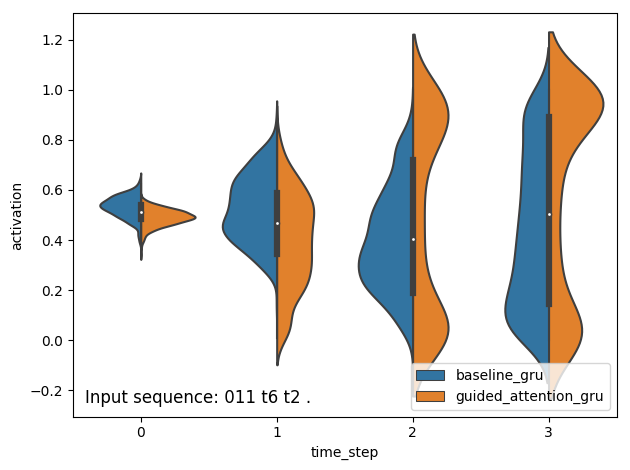 1.2
1.0
0.8
0.6
0.4
0.2
0.0
−0.2
activation
Input sequence: 011 t6 t2 .
baseline_gru
guided_attention_gru
0 1 2 3
time_step